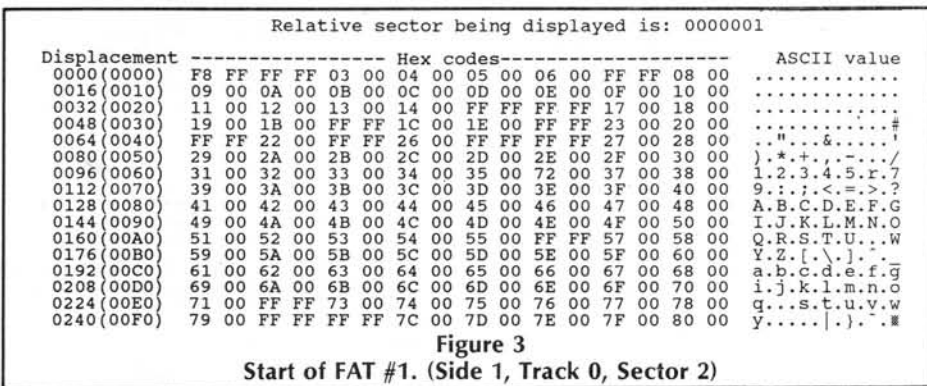 Relative sector being displayed is: 0000001
Displacement ----------------- Hex codes--------------------- ASCII value
0000(0000) F8 FF FF FF 03 00 04 00 05 00 06 00 FF FF 08 00 .............
0016(0010) 09 00 0A 00 0B 00 0C 00 0D 00 0E 00 0F 00 10 00 .............
0032(0020) 11 00 12 00 13 00 14 00 FF FF FF FF 17 00 18 00 .............
0048(0030) 19 00 1B 00 FF FF 1C 00 1E 00 FF FF 23 00 20 00 ............#
0064(0040) FF FF 22 00 FF FF 26 00 FF FF FF FF 27 00 28 00 .."...&.....'
0080(0050) 29 00 2A 00 2B 00 2C 00 2D 00 2E 00 2F 00 30 00 ).*.+.,.-.../
0096(0060) 31 00 32 00 33 00 34 00 35 00 72 00 37 00 38 00 1.2.3.4.5.r.7
0112(0070) 39 00 3A 00 3B 00 3C 00 3D 00 3E 00 3F 00 40 00 9.:.;.<.=.>.?
0128(0080) 41 00 42 00 43 00 44 00 45 00 46 00 47 00 48 00 A.B.C.D.E.F.G
0144(0090) 49 00 4A 00 4B 00 4C 00 4D 00 4E 00 4F 00 50 00 I.J.K.L.M.N.O
0160(00A0) 51 00 52 00 53 00 54 00 55 00 FF FF 57 00 58 00 Q.R.S.T.U...W
0176(00B0) 59 00 5A 00 5B 00 5C 00 5D 00 5E 00 5F 00 60 00 Y.Z.[.\.].^._
0192(00C0) 61 00 62 00 63 00 64 00 65 00 66 00 67 00 68 00 a.b.c.d.e.f.g
0208(00D0) 69 00 6A 00 6B 00 6C 00 6D 00 6E 00 6F 00 70 00 i.j.k.l.m.n.o
0224(00E0) 71 00 FF FF 73 00 74 00 75 00 76 00 77 00 78 00 q...s.t.u.v.w
0240(00F0) 79 00 FF FF FF FF 7C 00 7D 00 7E 00 7F 00 80 00 y.....|.}.~.
Figure 3
Start of FAT #1. (Side 1, Track 0, Sector 2)